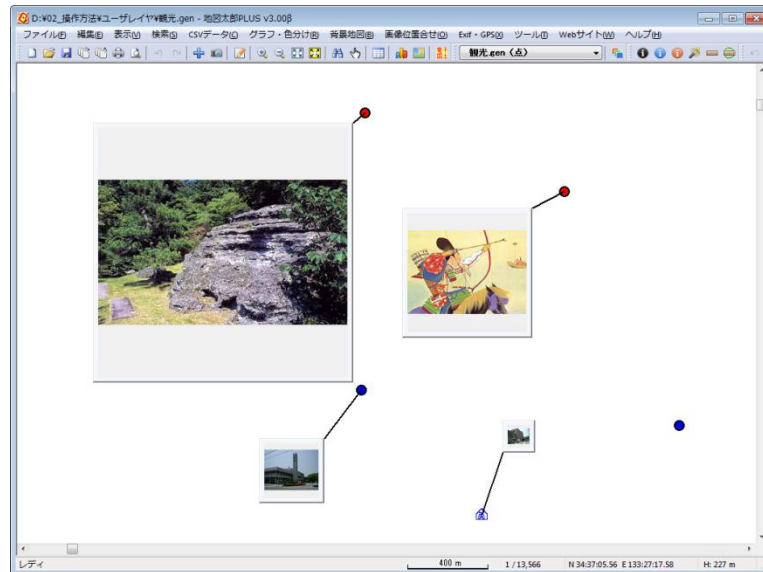 D:¥02_操作方法¥ユーザレイヤ¥観光.gen - 地図太郎PLUS v3.00β
ファイル(F) 編集(E) 表示(V) 検索(S) CSVデータ(C) グラフ・色分け(R) 背景地図(B) 画像位置合せ(O) Exif・GPS(X) ツール(T) Webサイト(W) ヘルプ(H)
観光.gen (点)
レディ 400 m 1 / 13,566 N 34:37:05.56 E 133:27:17.58 H: 227 m